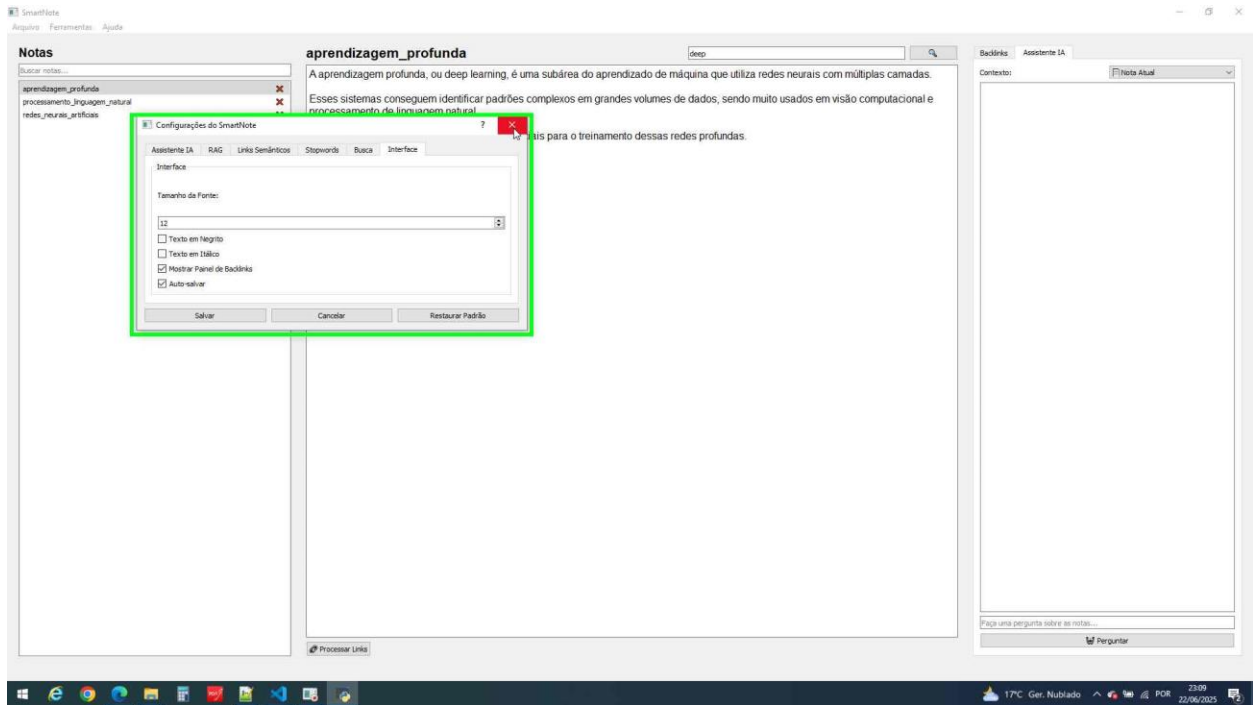 SmartNote
Arquivo Ferramentas Ajuda
Notas
Buscar notas...
aprendizagem_profunda
processamento_linguagem_natural
redes_neurais_artificiais
aprendizagem_profunda
deep
A aprendizagem profunda, ou deep learning, é uma subárea do aprendizado de máquina que utiliza redes neurais com múltiplas camadas.
Esses sistemas conseguem identificar padrões complexos em grandes volumes de dados, sendo muito usados em visão computacional e
processamento de linguagem natural
ais para o treinamento dessas redes profundas.
Processar Links
Configurações do SmartNote
?
Assistente IA RAG Links Semânticos Stopwords Busca Interface
Interface
Tamanho da Fonte:
12
Texto em Negrito
Texto em Itálico
Mostrar Painel de Backlinks
Auto-salvar
Salvar Cancelar Restaurar Padrão
Backlinks Assistente IA
Contexto: Nota Atual
Faça uma pergunta sobre as notas...
Perguntar
17°C Ger. Nublado POR 23:09
22/06/2025